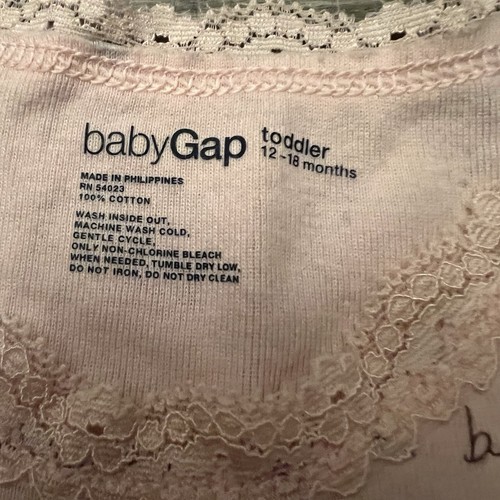 babyGap toddler
12-18 months
MADE IN PHILIPPINES
RN 54023
100% COTTON
WASH INSIDE OUT,
MACHINE WASH COLD,
GENTLE CYCLE,
ONLY NON-CHLORINE BLEACH
WHEN NEEDED, TUMBLE DRY LOW,
DO NOT IRON, DO NOT DRY CLEAN